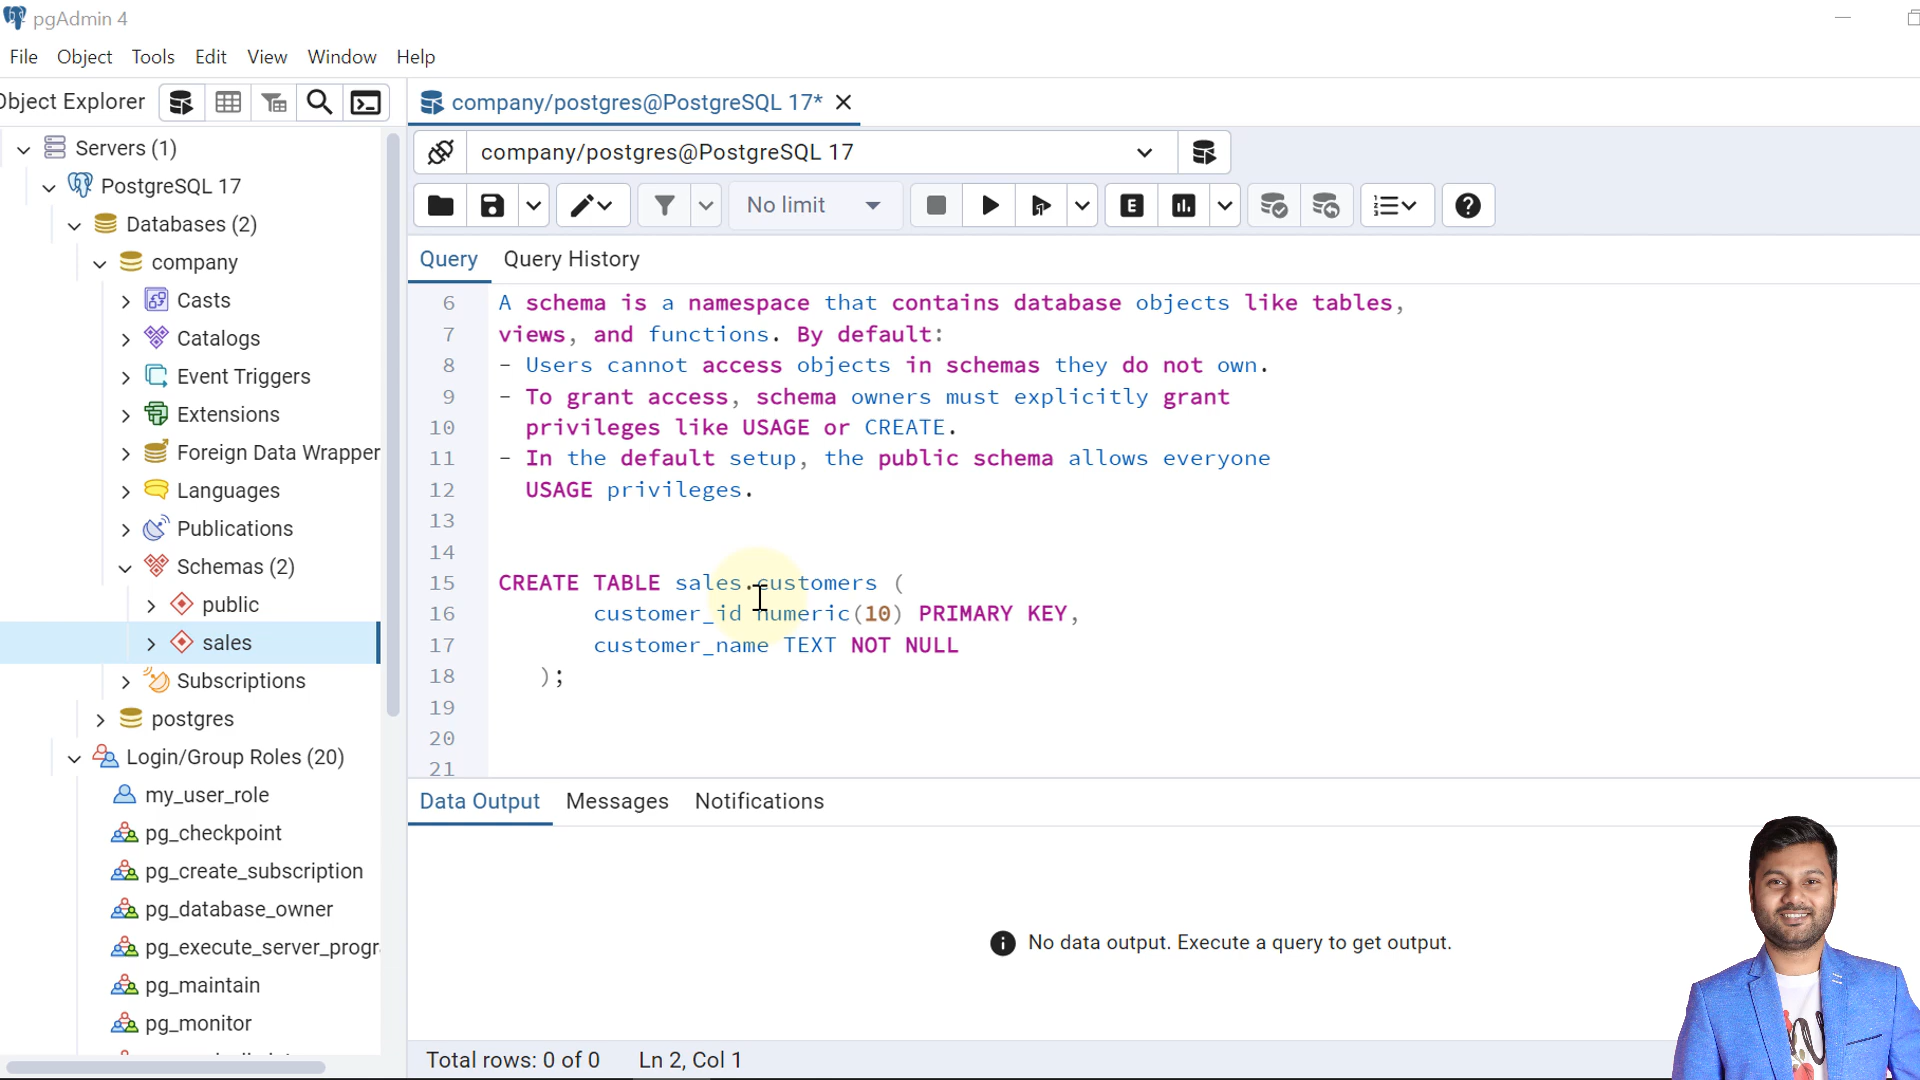 pgAdmin 4
File Object Tools Edit View Window Help
Object Explorer
Servers (1)
PostgreSQL 17
Databases (2)
company
Casts
Catalogs
Event Triggers
Extensions
Foreign Data Wrapper
Languages
Publications
Schemas (2)
public
sales
Subscriptions
postgres
Login/Group Roles (20)
my_user_role
pg_checkpoint
pg_create_subscription
pg_database_owner
pg_execute_server_progr
pg_maintain
pg_monitor
company/postgres@PostgreSQL 17*
company/postgres@PostgreSQL 17
No limit
E
Query Query History
6 A schema is a namespace that contains database objects like tables,
7 views, and functions. By default:
8 - Users cannot access objects in schemas they do not own.
9 - To grant access, schema owners must explicitly grant
10 privileges like USAGE or CREATE.
11 - In the default setup, the public schema allows everyone
12 USAGE privileges.
13
14
15 CREATE TABLE sales.customers (
16 customer_id numeric(10) PRIMARY KEY,
17 customer_name TEXT NOT NULL
18 );
19
20
21
Data Output Messages Notifications
No data output. Execute a query to get output.
Total rows: 0 of 0 Ln 2, Col 1